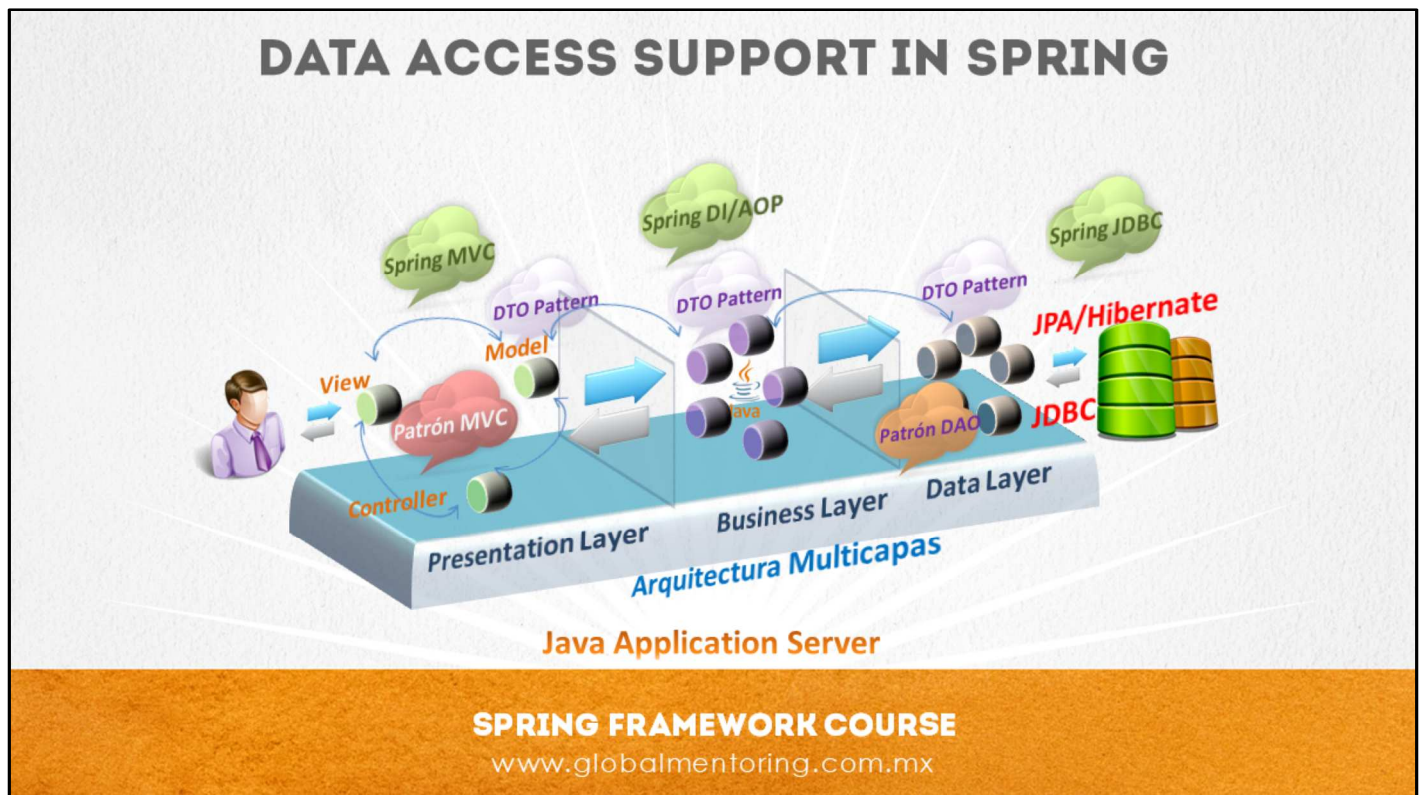 DATA ACCESS SUPPORT IN SPRING
Spring MVC
Spring DI/AOP
Spring JDBC
DTO Pattern
DTO Pattern
DTO Pattern
JPA/Hibernate
View
Model
Java
Patrón MVC
Patrón DAO
JDBC
Controller
Presentation Layer
Business Layer
Data Layer
Arquitectura Multicapas
Java Application Server
SPRING FRAMEWORK COURSE
www.globalmentoring.com.mx